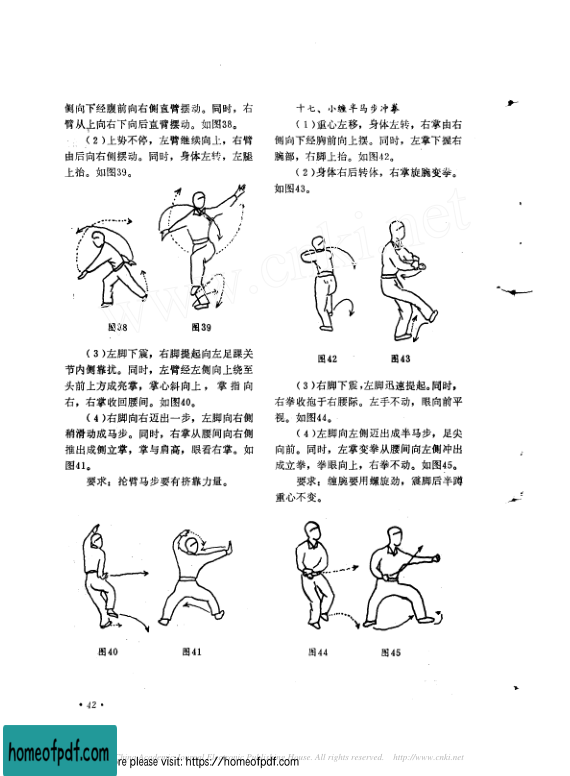 侧向下经腹前向右侧直臂摆动。同时，右
臂从上向右下向后直臂摆动。如图38。
（2）上势不停，左臂继续向上，右臂
由后向右侧摆动。同时，身体左转，左腿
上抬。如图39。
图38
图39
（3）左脚下震，右脚提起向左足踝关
节内侧靠扰。同时，左臂经左侧向上绕至
头前上方成亮掌，掌心斜向上，掌指向
右，右掌收回腰间。如图40。
（4）右脚向右迈出一步，左脚向右侧
稍滑动成马步。同时，右掌从腰间向右侧
推出成侧立掌，掌与肩高，眼看右掌。如
图41。
要求：抡臂马步要有挤靠力量。
图40
图41
十七、小缠半马步冲拳
（1）重心左移，身体左转，右掌由右
侧向下经胸前向上摆。同时，左掌下握右
腕部，右脚上抬。如图42。
（2）身体右后转体，右掌旋腕变拳。
如图43。
图42
图43
（3）右脚下震，左脚迅速提起。同时，
右拳收抱于右腰际。左手不动，眼向前平
视。如图44。
（4）左脚向左侧迈出成半马步，足尖
向前。同时，左掌变拳从腰间向左侧冲出
成立拳，拳眼向上，右拳不动。如图45。
要求：缠腕要用螺旋劲，震脚后半蹲
重心不变。
图44
图45
• 42 •
www.cnki.net
House. All rights reserved. http://www.cnki.net
homeofpdf.com
re please visit: https://homeofpdf.com